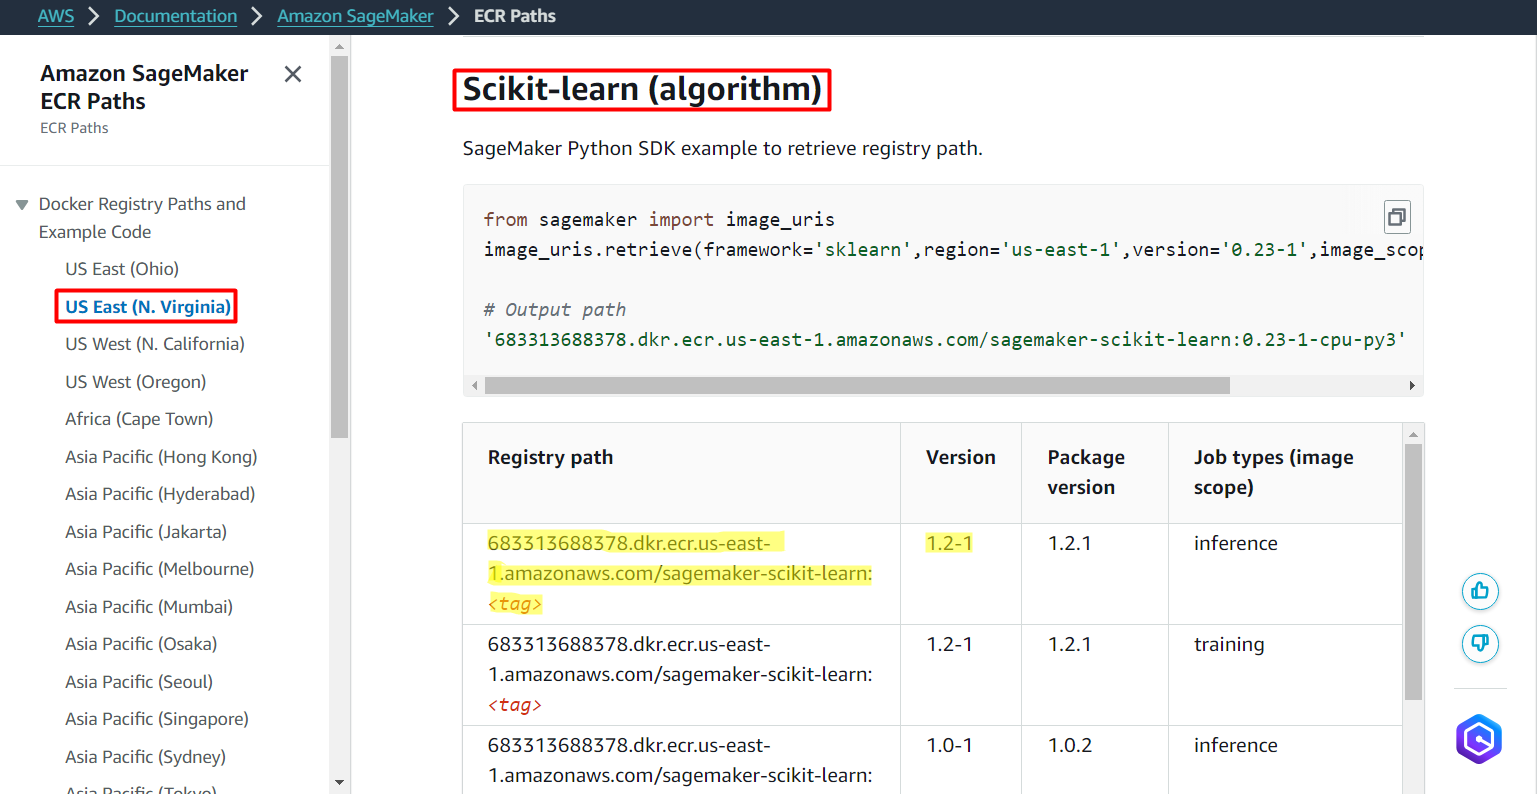 AWS > Documentation > Amazon SageMaker > ECR Paths
Amazon SageMaker
ECR Paths
ECR Paths
Docker Registry Paths and
Example Code
US East (Ohio)
US East (N. Virginia)
US West (N. California)
US West (Oregon)
Africa (Cape Town)
Asia Pacific (Hong Kong)
Asia Pacific (Hyderabad)
Asia Pacific (Jakarta)
Asia Pacific (Melbourne)
Asia Pacific (Mumbai)
Asia Pacific (Osaka)
Asia Pacific (Seoul)
Asia Pacific (Singapore)
Asia Pacific (Sydney)
Asia Pacific (Tokyo)
Scikit-learn (algorithm)
SageMaker Python SDK example to retrieve registry path.
from sagemaker import image_uris
image_uris.retrieve(framework='sklearn',region='us-east-1',version='0.23-1',image_scop
# Output path
'683313688378.dkr.ecr.us-east-1.amazonaws.com/sagemaker-scikit-learn:0.23-1-cpu-py3'
Registry path Version Package Job types (image
version scope)
683313688378.dkr.ecr.us-east- 1.2-1 1.2.1 inference
1.amazonaws.com/sagemaker-scikit-learn:
<tag>
683313688378.dkr.ecr.us-east- 1.2-1 1.2.1 training
1.amazonaws.com/sagemaker-scikit-learn:
<tag>
683313688378.dkr.ecr.us-east- 1.0-1 1.0.2 inference
1.amazonaws.com/sagemaker-scikit-learn: